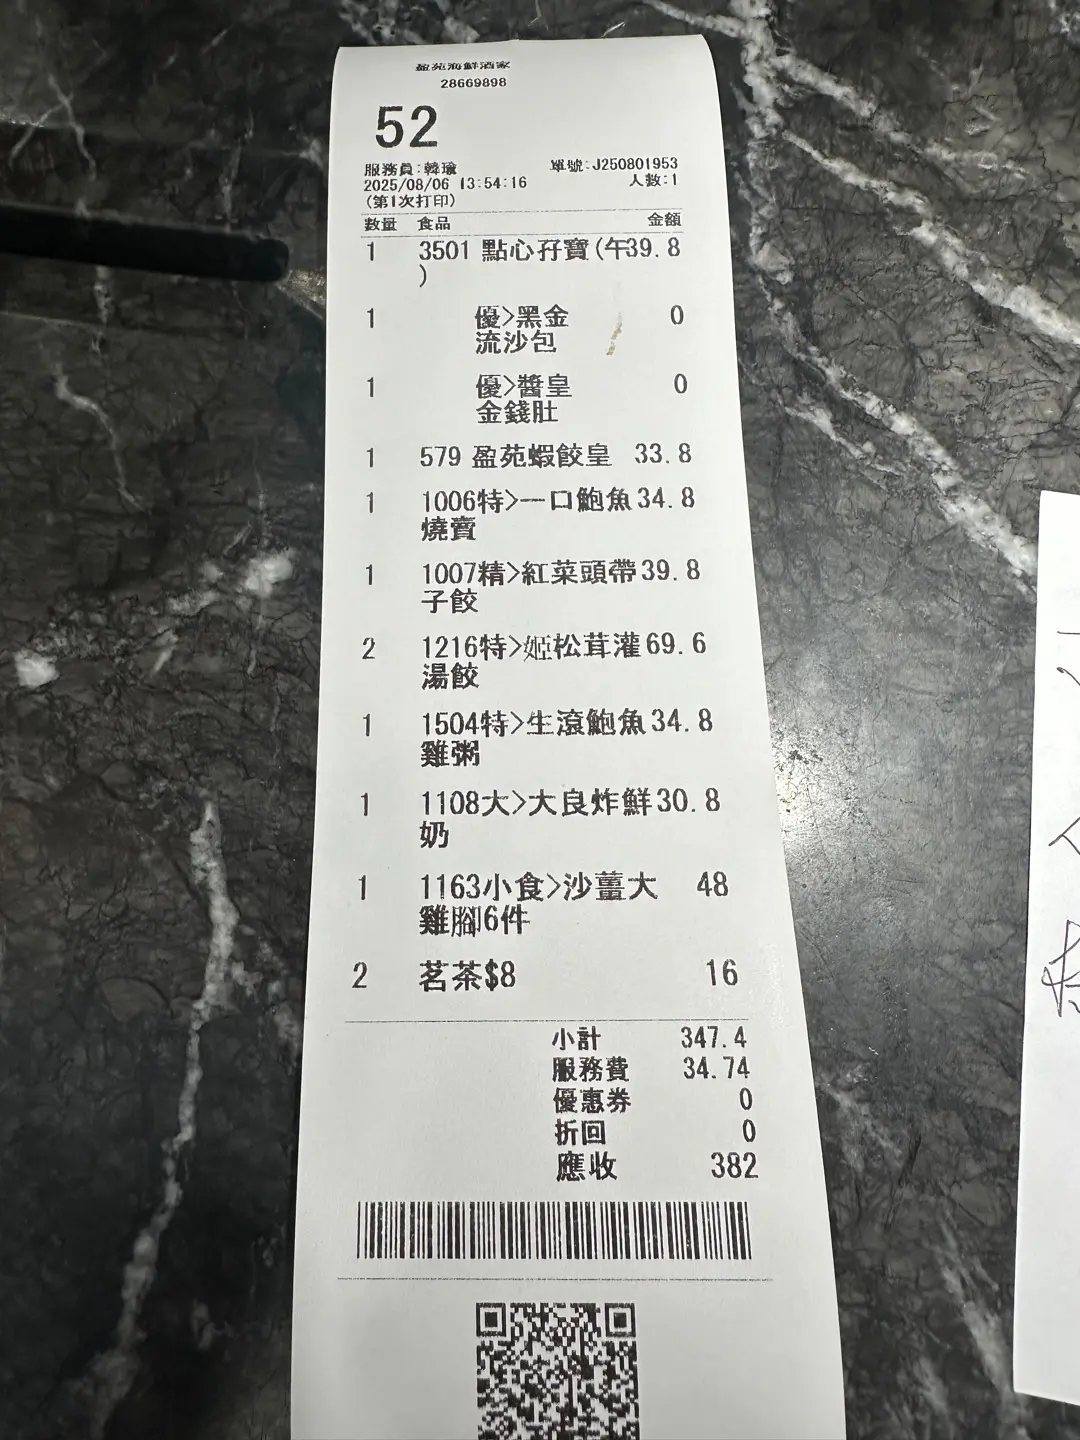 盈苑海鮮酒家
28669898
52
服務員:韓瓊 單號:J250801953
2025/08/06 13:54:16 人數:1
(第1次打印)
數量 食品 金額
1 3501 點心孖寶(午39.8
)
1 優>黑金 0
流沙包
1 優>醬皇 0
金錢肚
1 579 盈苑蝦餃皇 33.8
1 1006特>一口鮑魚34.8
燒賣
1 1007精>紅菜頭帶39.8
子餃
2 1216特>姬松茸灌69.6
湯餃
1 1504特>生滾鮑魚34.8
雞粥
1 1108大>大良炸鮮30.8
奶
1 1163小食>沙薑大 48
雞腳6件
2 茗茶$8 16
小計 347.4
服務費 34.74
優惠券 0
折回 0
應收 382